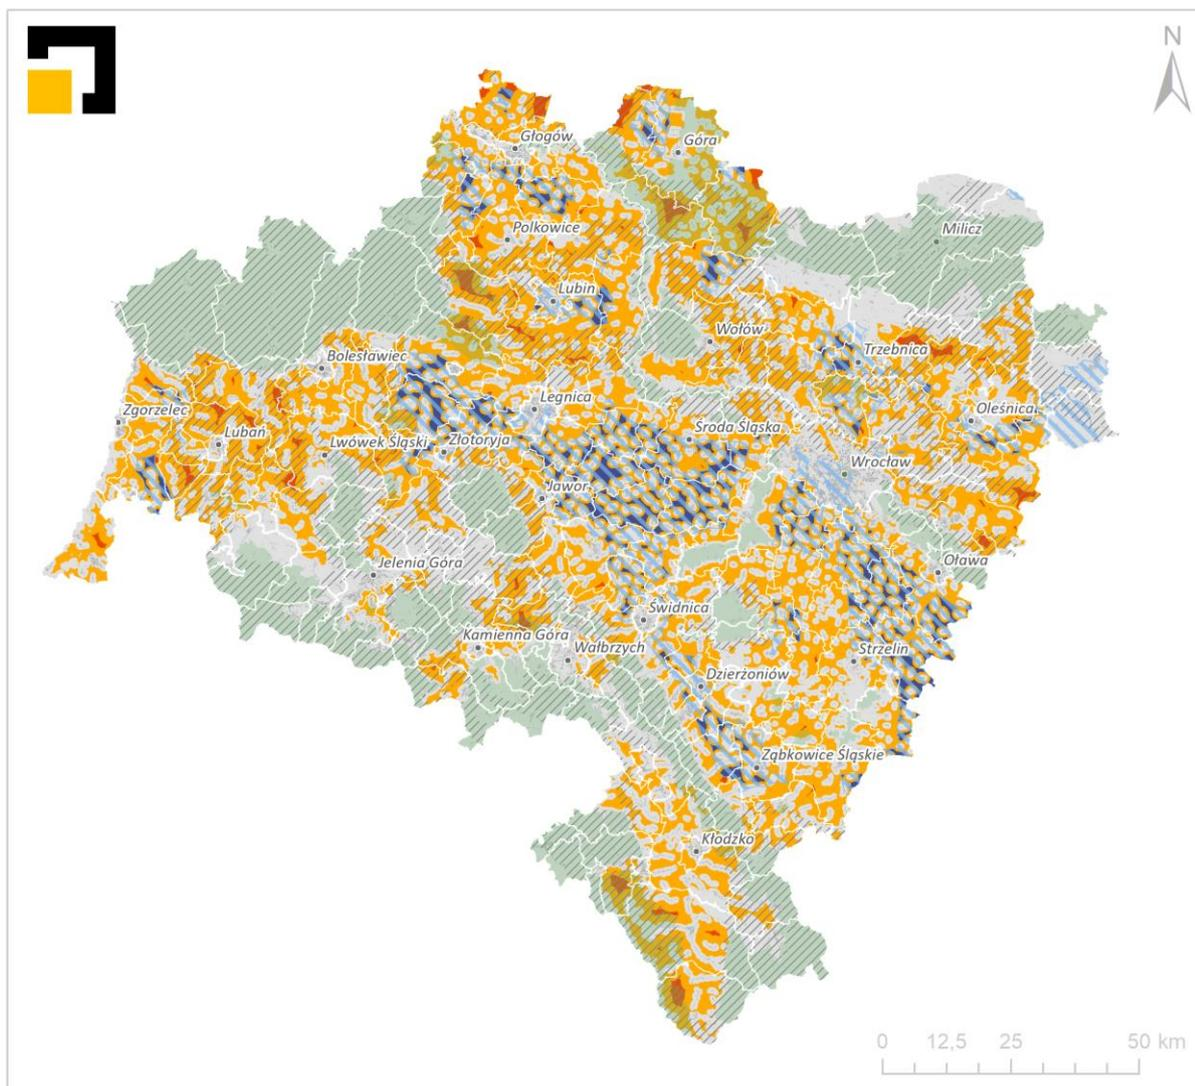 N
Głogów
Góra
Milicz
Polkowice
Lubin
Wołów
Trzebnica
Bolesławiec
Legnica
Zgorzelec
Oleśnica
Lubań
Lwówek Śląski
Złotoryja
Środa Śląska
Wrocław
Jawor
Jelenia Góra
Oława
Świdnica
Kamienna Góra
Wałbrzych
Strzelin
Dzierżoniów
Ząbkowice Śląskie
Kłodzko
0 12,5 25 50 km